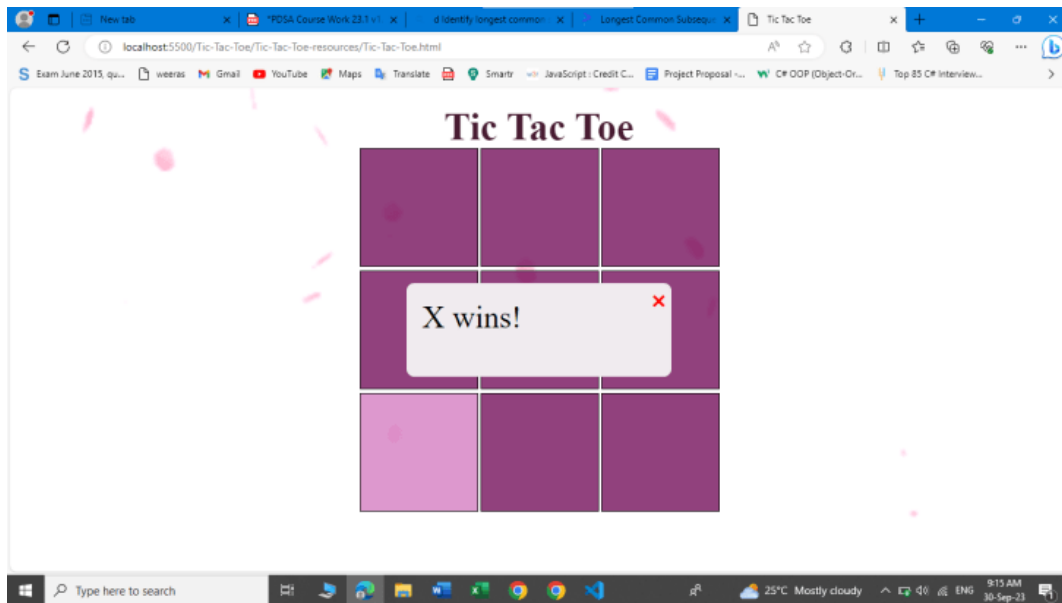 New tab
*PDSA Course Work 23.1 v1.
d Identify longest common
Longest Common Subseque
Tic Tac Toe
localhost:5500/Tic-Tac-Toe/Tic-Tac-Toe-resources/Tic-Tac-Toe.html
Exam June 2015, qu...
weeras
Gmail
YouTube
Maps
Translate
Smartr
JavaScript : Credit C...
Project Proposal -...
C# OOP (Object-Or...
Top 85 C# Interview...
Tic Tac Toe
X wins!
Type here to search
25°C Mostly cloudy
ENG
9:15 AM
30-Sep-23